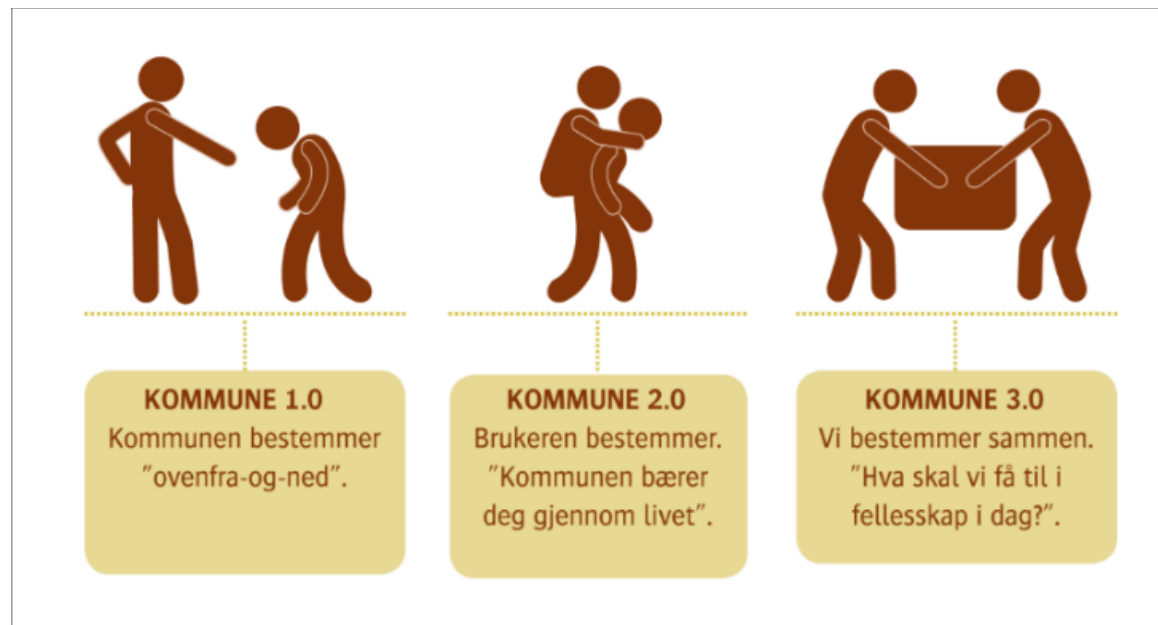 KOMMUNE 1.0
Kommunen bestemmer
"ovenfra-og-ned".
KOMMUNE 2.0
Brukeren bestemmer.
"Kommunen bærer
deg gjennom livet".
KOMMUNE 3.0
Vi bestemmer sammen.
"Hva skal vi få til i
fellesskap i dag?".